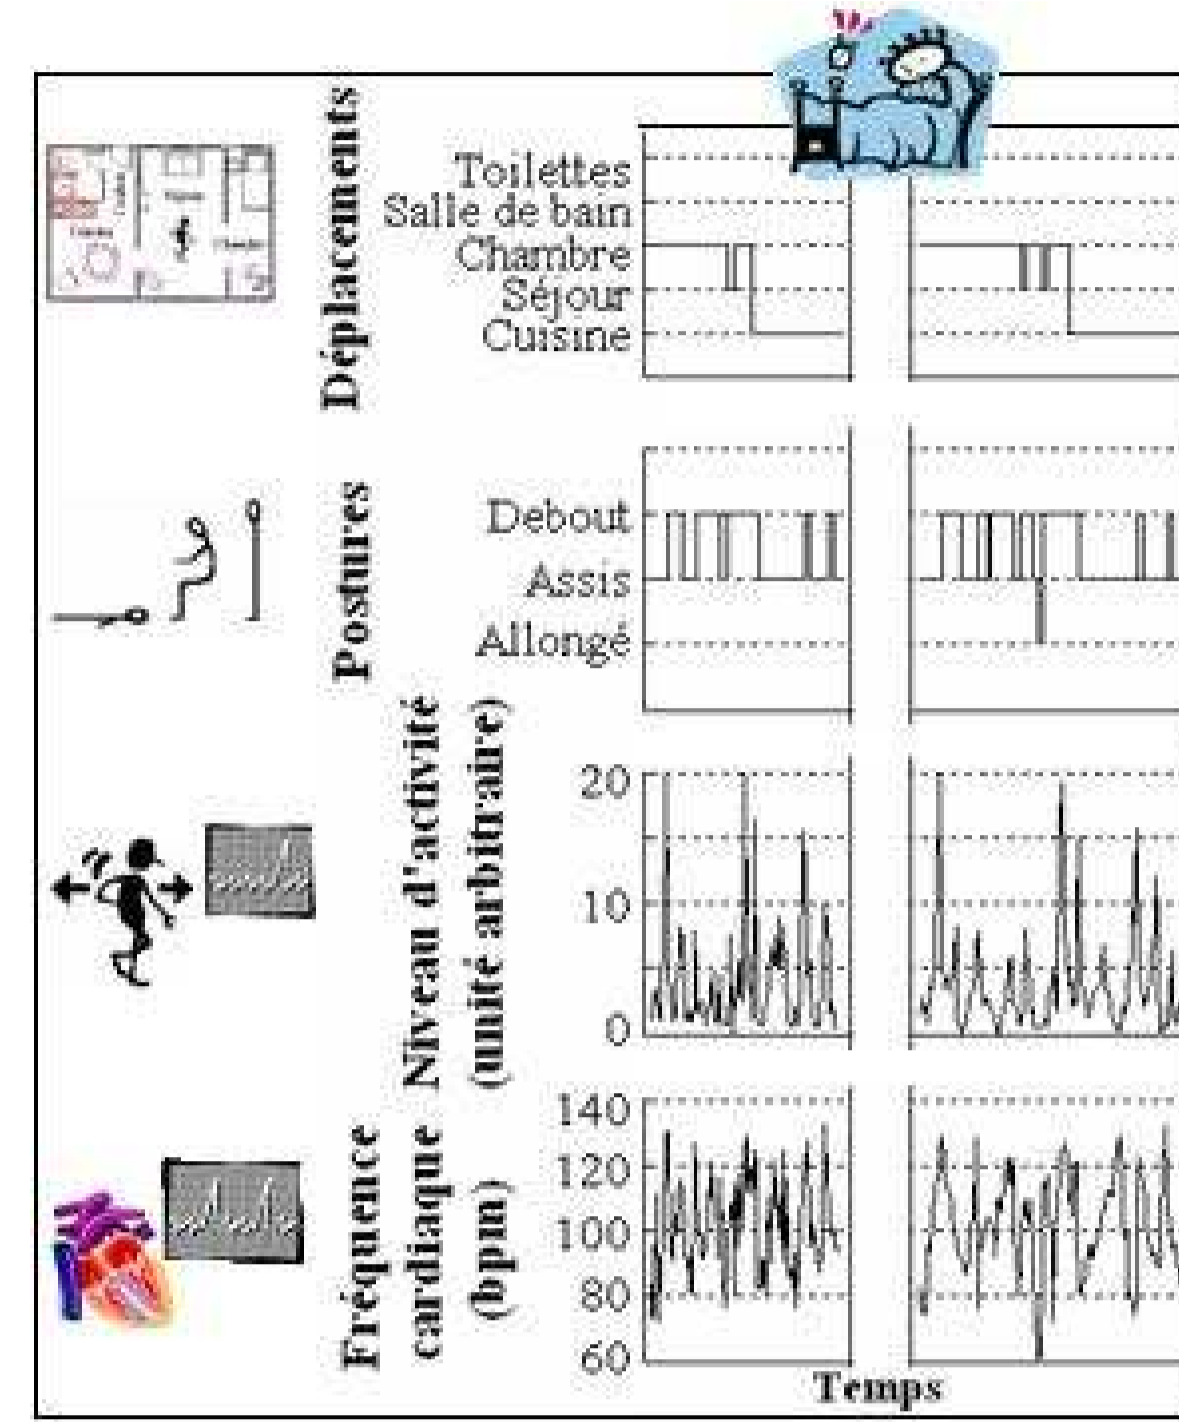 Déplacements
Toilettes
Salle de bain
Chambre
Séjour
Cuisine
Postures
Debout
Assis
Allongé
Niveau d'activité
(unité arbitraire)
20
10
0
Fréquence
cardiaque
(bpm)
140
120
100
80
60
Temps